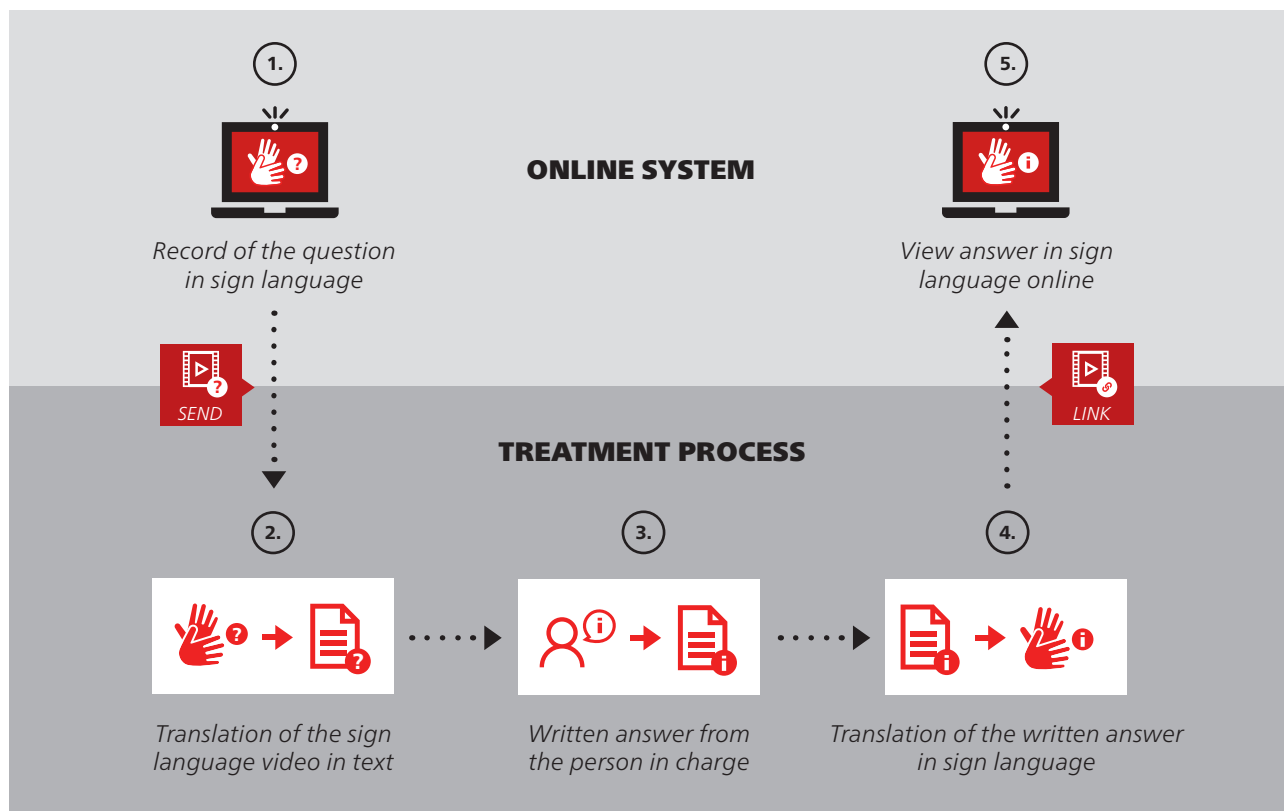 1.
5.
ONLINE SYSTEM
Record of the question
in sign language
View answer in sign
language online
SEND
LINK
TREATMENT PROCESS
2.
3.
4.
Translation of the sign
language video in text
Written answer from
the person in charge
Translation of the written answer
in sign language